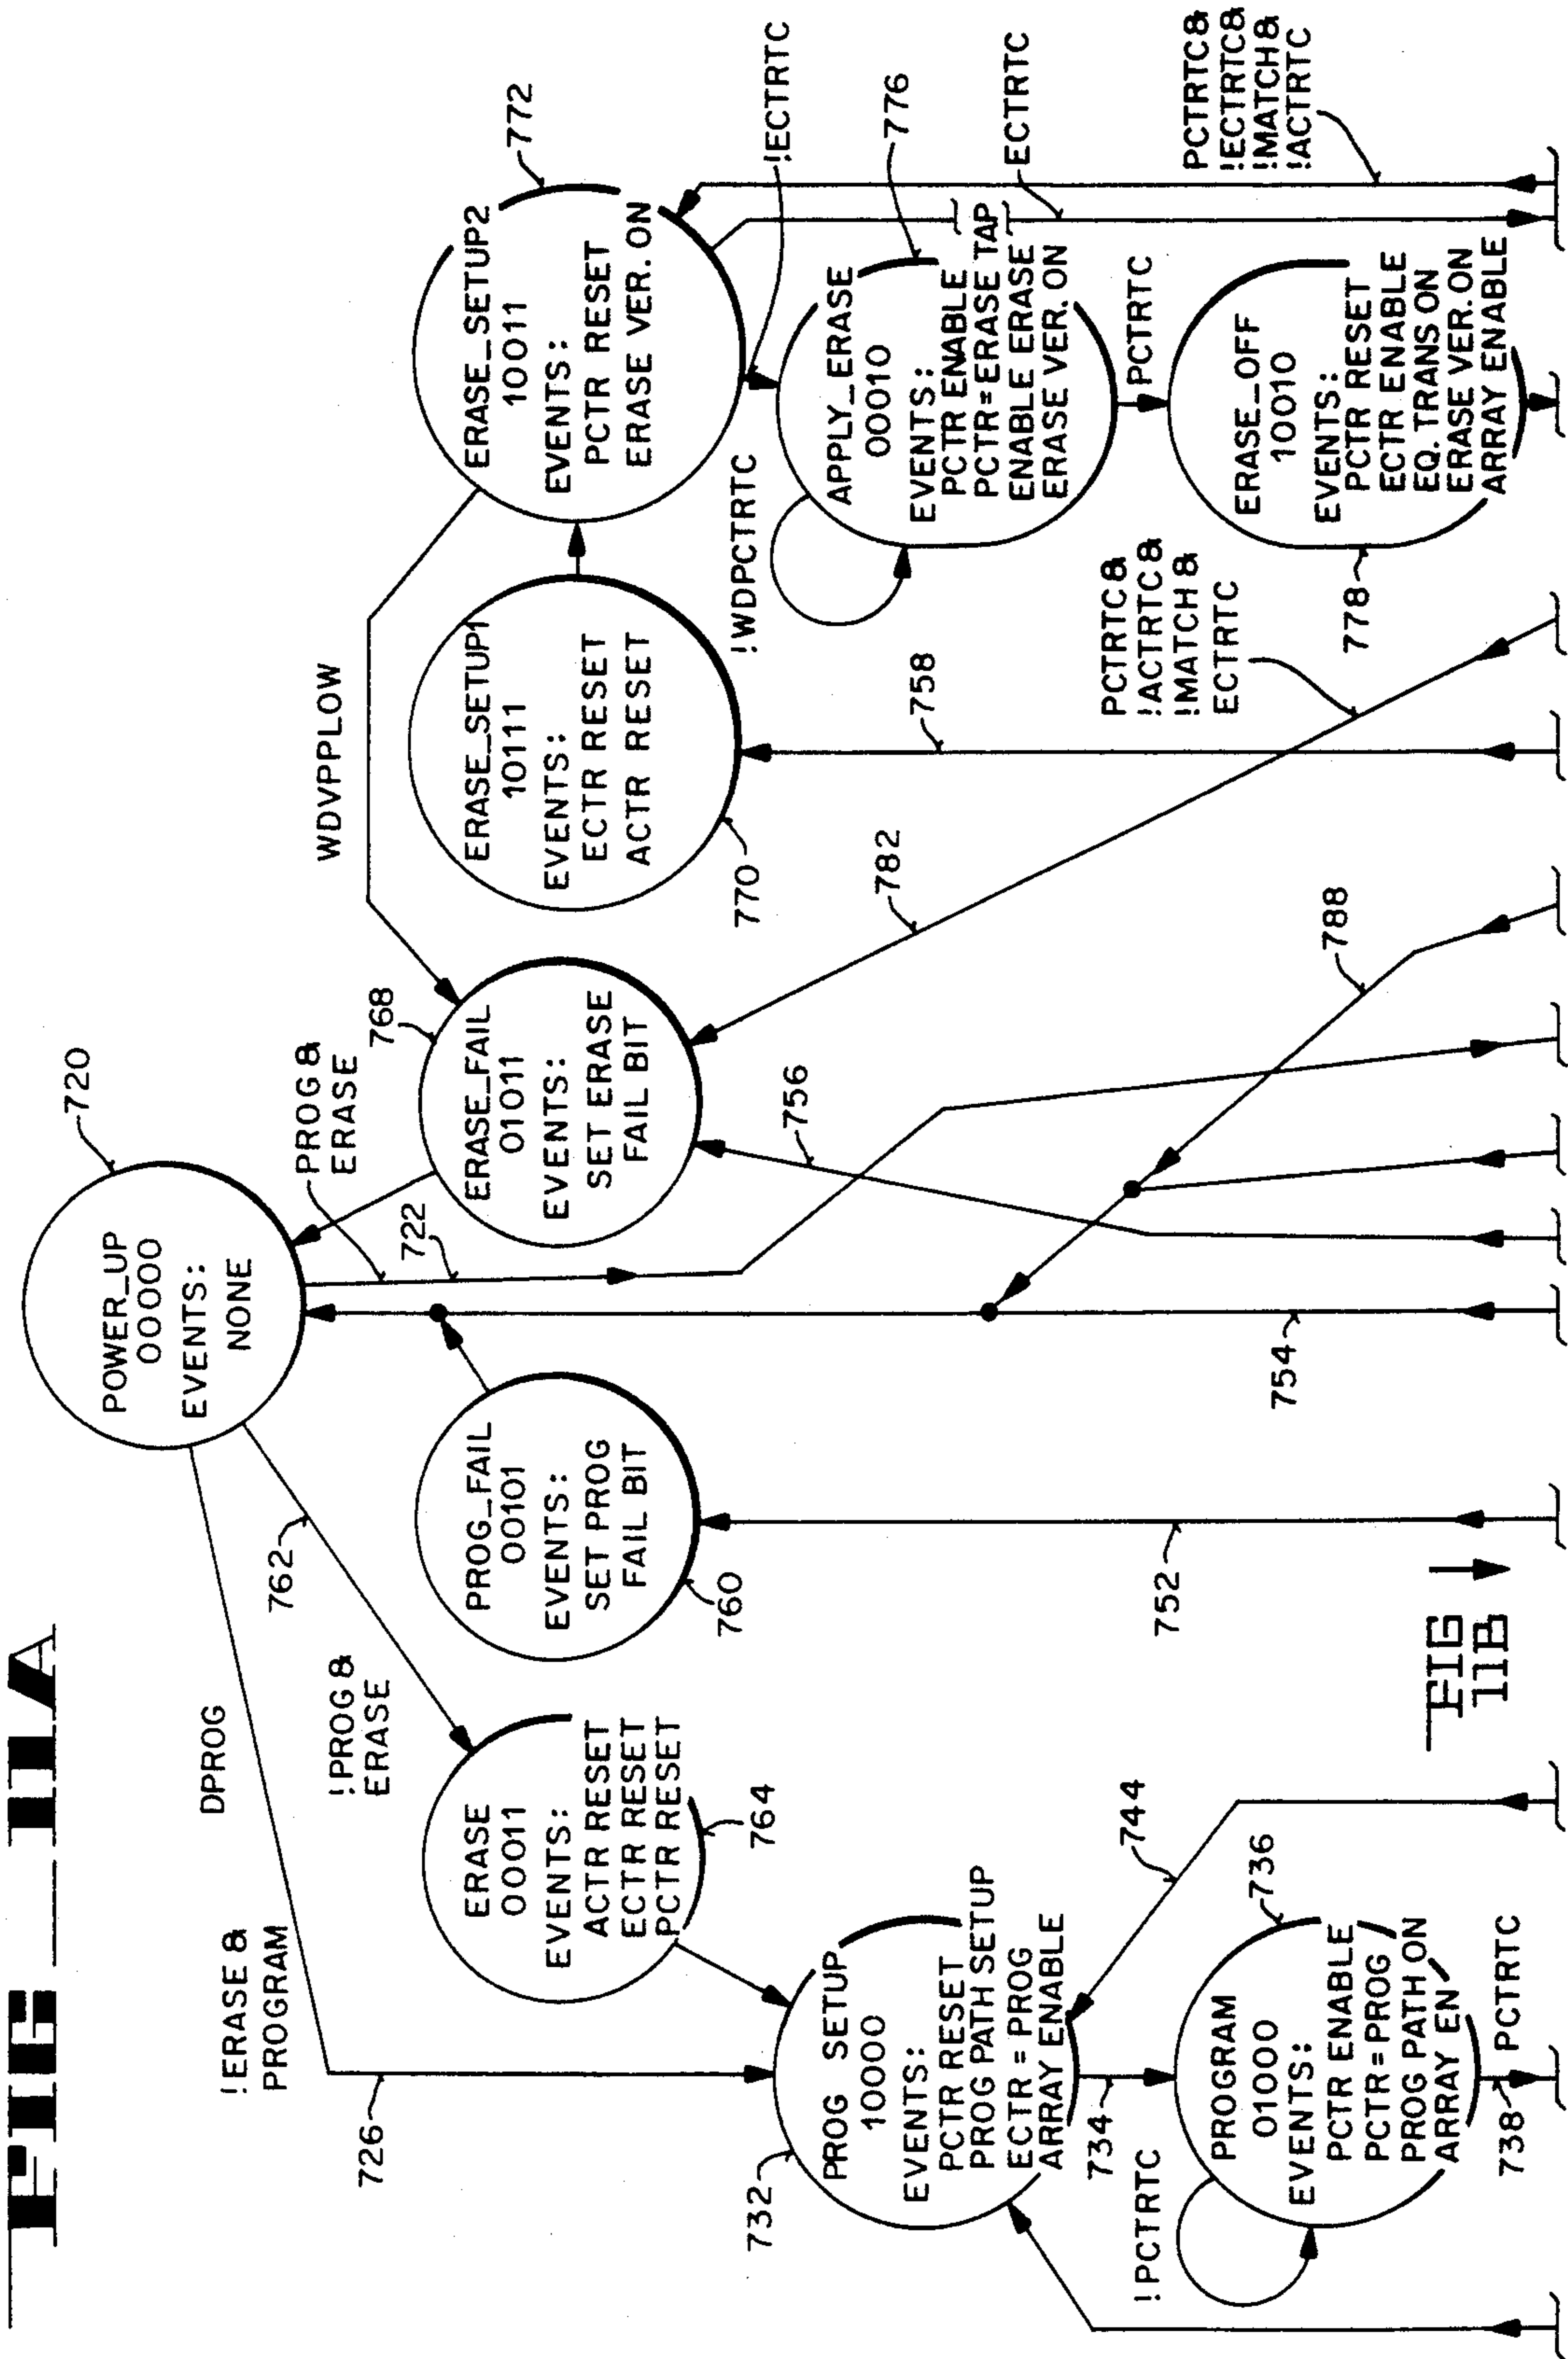 FIG 11A
POWER_UP
00000
EVENTS:
NONE
720
DPROG
!ERASE &
PROGRAM
726
762
!PROG &
ERASE
PROG &
ERASE
722
WDVPPLOW
ERASE
00011
EVENTS:
ACTR RESET
ECTR RESET
PCTR RESET
764
PROG_FAIL
00101
EVENTS:
SET PROG
FAIL BIT
760
ERASE_FAIL
01011
EVENTS:
SET ERASE
FAIL BIT
768
ERASE_SETUP1
10111
EVENTS:
ECTR RESET
ACTR RESET
770
ERASE_SETUP2
10011
EVENTS:
PCTR RESET
ERASE VER.ON
772
!ECTRTC
PROG SETUP
10000
EVENTS:
PCTR RESET
PROG PATH SETUP
ECTR = PROG
ARRAY ENABLE
732
734
744
!PCTRTC
PROGRAM
01000
EVENTS:
PCTR ENABLE
PCTR=PROG
PROG PATH ON
ARRAY EN
736
738
PCTRTC
752
754
756
782
788
758
!WDPCTRTC
APPLY_ERASE
00010
EVENTS:
PCTR ENABLE
PCTR=ERASE TAP
ENABLE ERASE
ERASE VER.ON
776
ECTRTC
PCTRTC
PCTRTC&
!ACTRTC&
!MATCH&
ECTRTC
PCTRTC&
!ECTRTC&
!MATCH&
!ACTRTC
ERASE_OFF
10010
EVENTS:
PCTR RESET
ECTR ENABLE
EQ.TRANS ON
ERASE VER.ON
ARRAY ENABLE
778
FIG
11B